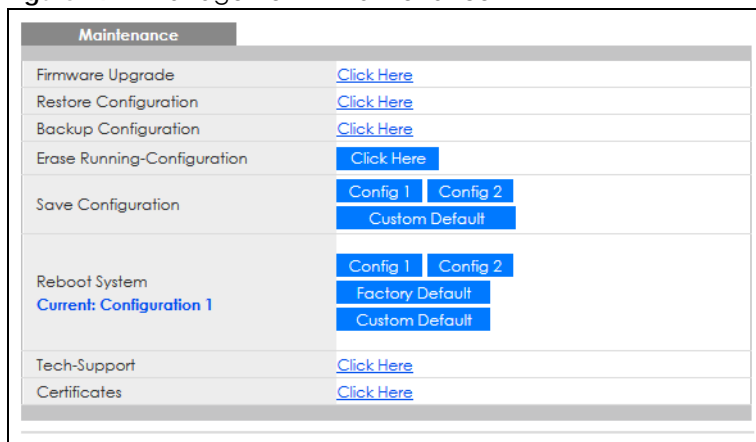 Maintenance
Firmware Upgrade Click Here
Restore Configuration Click Here
Backup Configuration Click Here
Erase Running-Configuration Click Here
Save Configuration Config 1 Config 2
Custom Default
Reboot System Config 1 Config 2
Current: Configuration 1 Factory Default
Custom Default
Tech-Support Click Here
Certificates Click Here